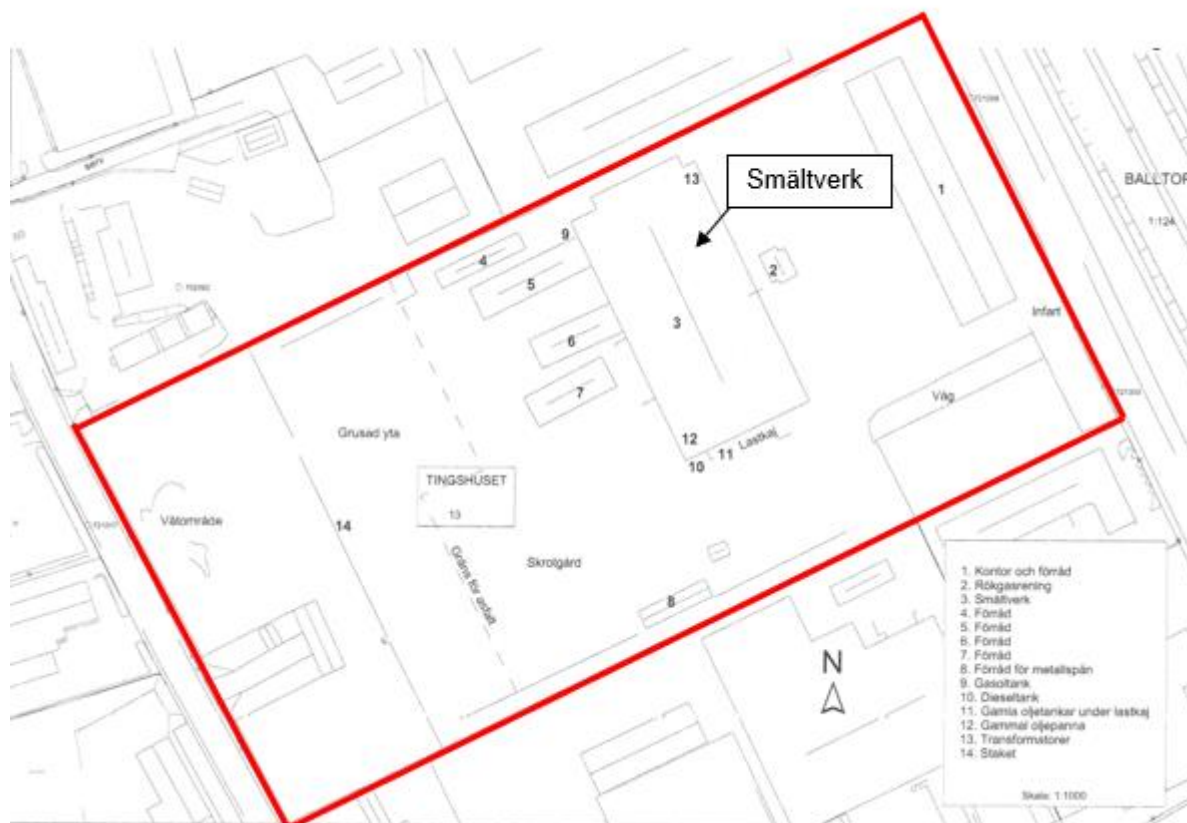 BALLTOR
1:124
Smältverk
13
1
9
4
2
5
3
6
Infart
7
Väg
Grusad yta
12
Lastkaj
11
10
TINGSHUSET
13
Våtområde
14
Skrotgård
Gräns för asfalt
8
N
1. Kontor och förråd
2. Rökgasrening
3. Smältverk
4. Förråd
5. Förråd
6. Förråd
7. Förråd
8. Förråd för metallspån
9. Gasoltank
10. Dieseltank
11. Gamla oljetankar under lastkaj
12. Gammal oljepanna
13. Transformatorer
14. Staket
Skala: 1:1000